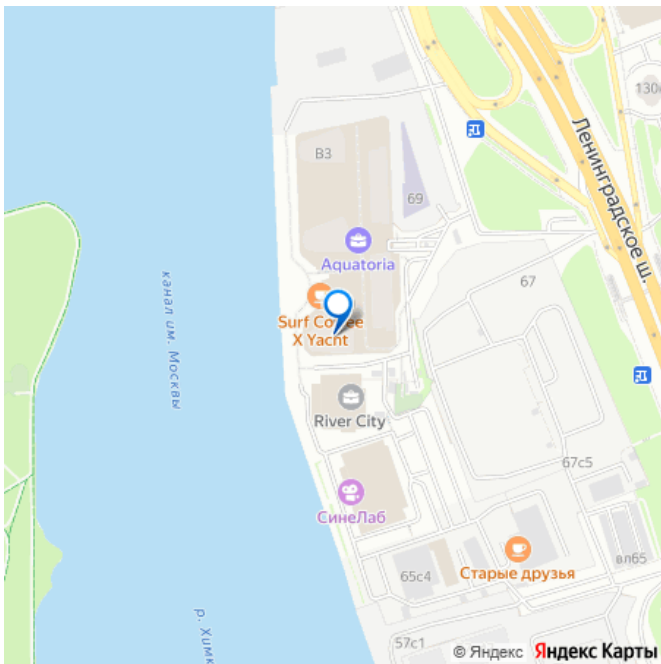 130
Ленинградское ш.
В3
69
Aquatoria
67
Surf Coffee
X Yacht
канал им. Москвы
River City
67с5
СинеЛаб
вл65
Старые друзья
65с4
р. Химк
57с1
© Яндекс Яндекс Карты